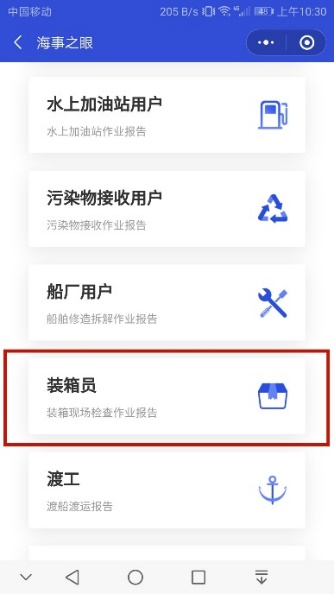 中国移动 205 B/s 48 上午10:30
海事之眼
水上加油站用户
水上加油站作业报告
污染物接收用户
污染物接收作业报告
船厂用户
船舶修造拆解作业报告
装箱员
装箱现场检查作业报告
渡工
渡船渡运报告